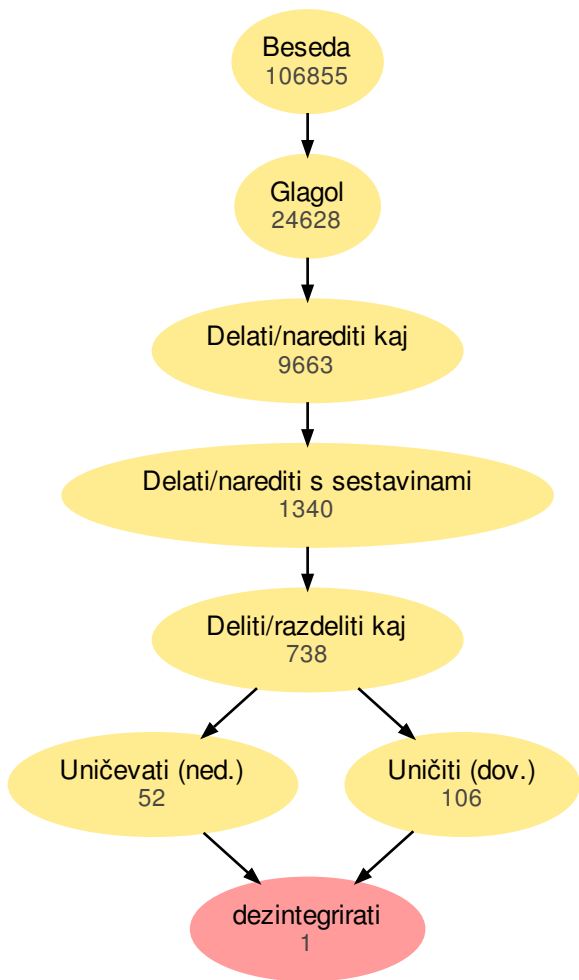 Beseda
106855
Glagol
24628
Delati/narediti kaj
9663
Delati/narediti s sestavinami
1340
Deliti/razdeliti kaj
738
Uničevati (ned.)
52
Uničiti (dov.)
106
dezintegrirati
1